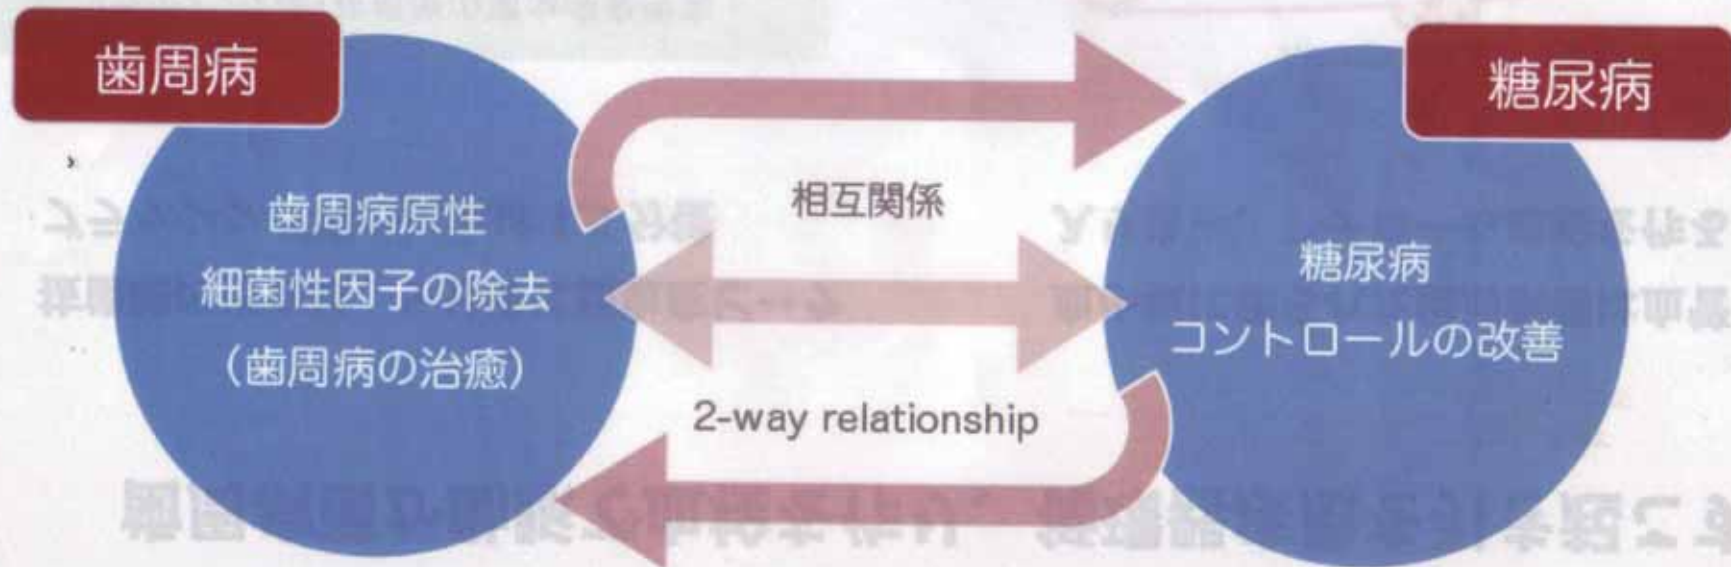 歯周病
歯周病原性
細菌性因子の除去
（歯周病の治癒）
相互関係
2-way relationship
糖尿病
糖尿病
コントロールの改善